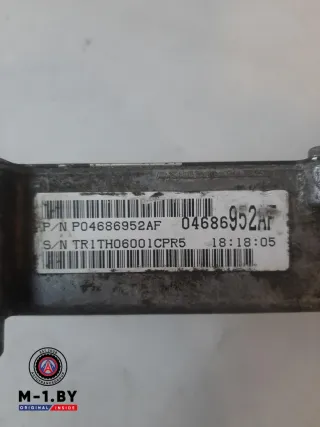 P/N P04686952AF 04686952AF
S/N TR1TH06001CPR5 18:18:05
M-1.BY
ORIGINAL INSIDE